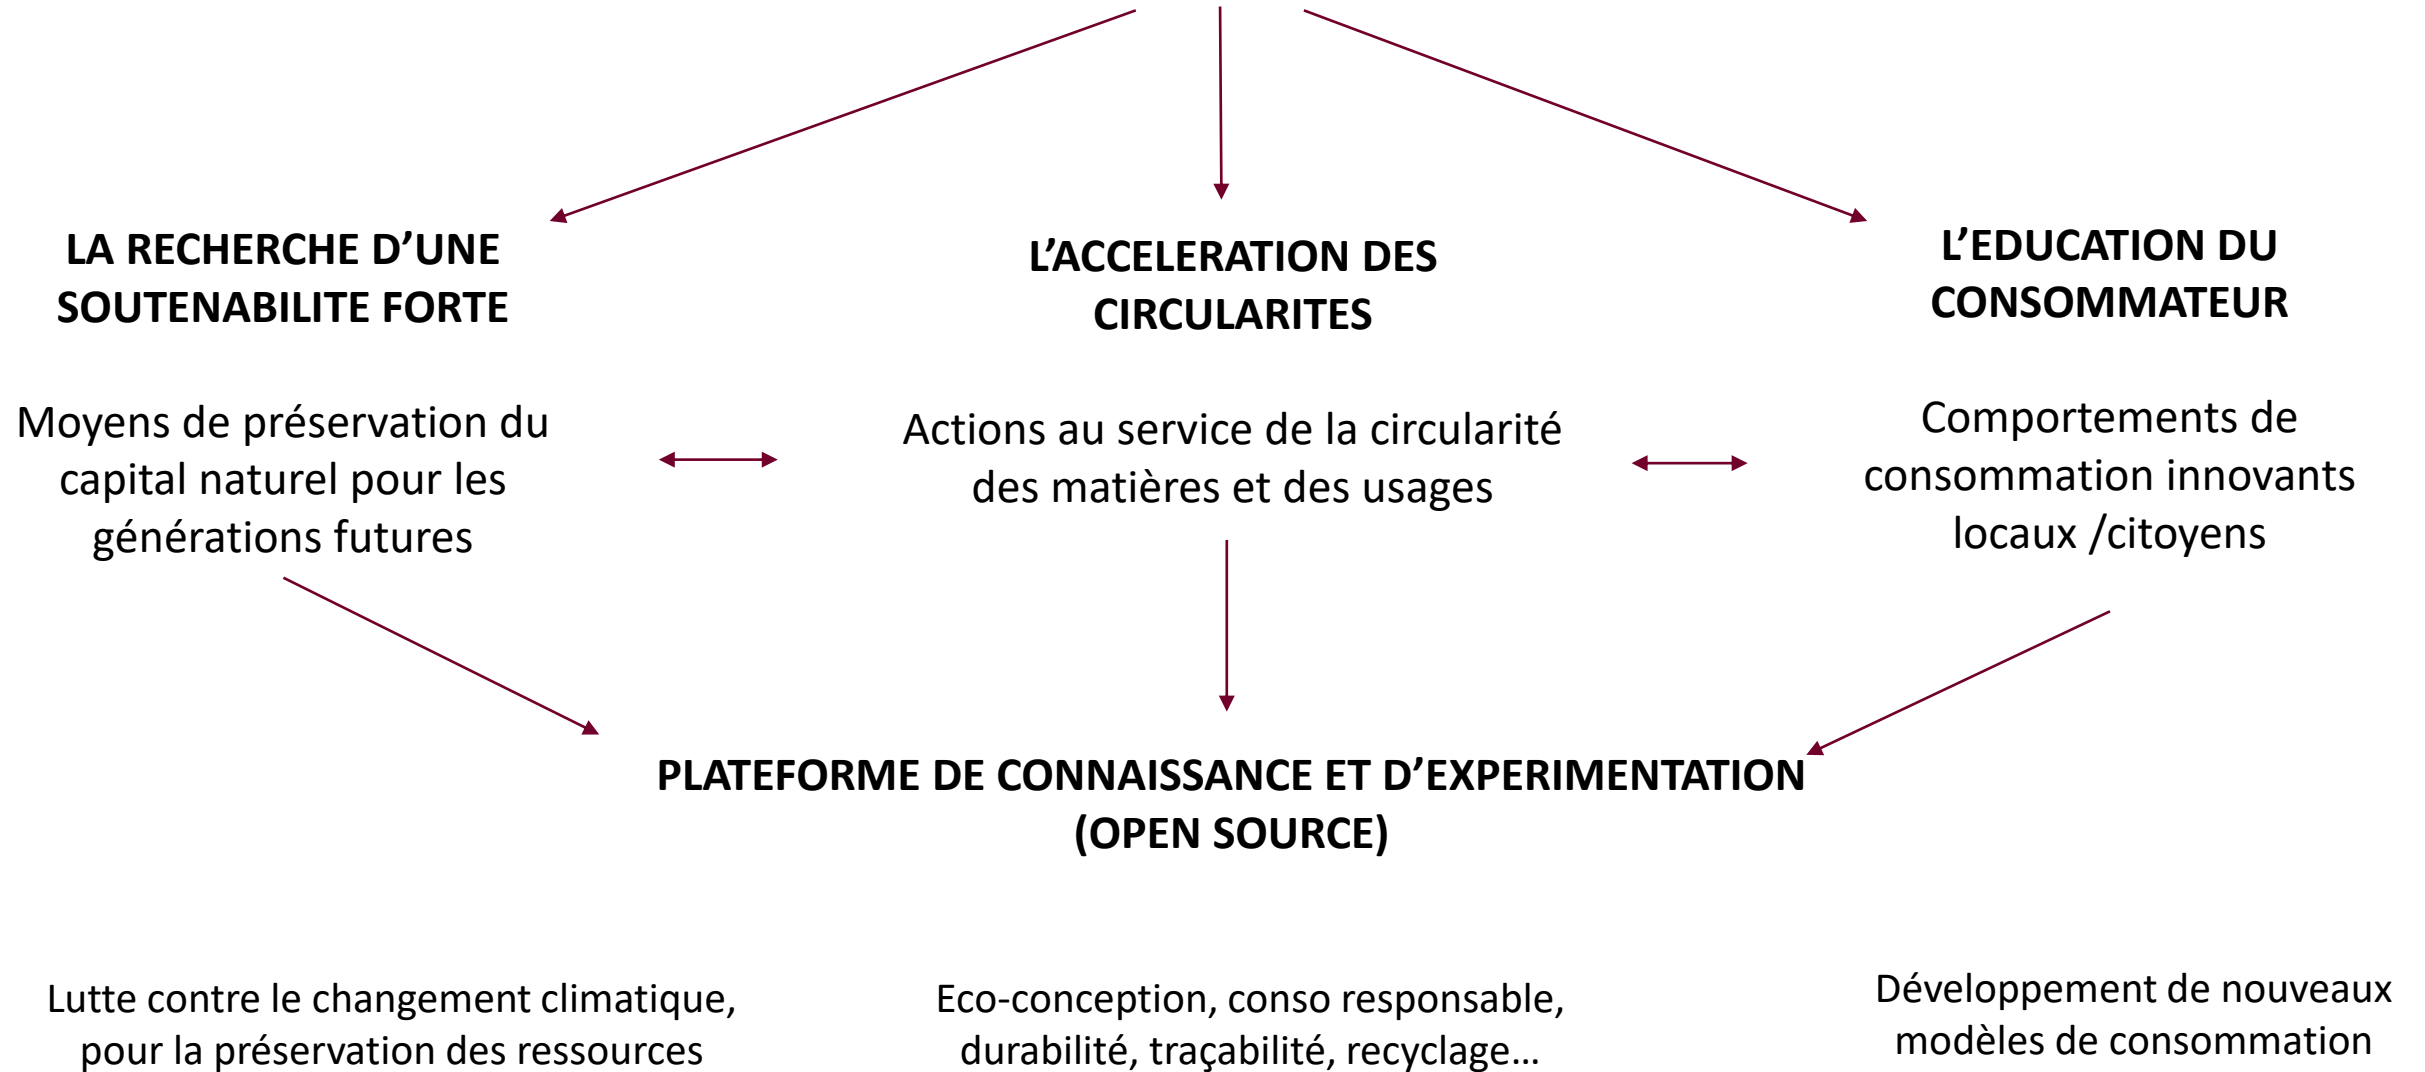 LA RECHERCHE D’UNE
SOUTENABILITE FORTE
L’ACCELERATION DES
CIRCULARITES
L’EDUCATION DU
CONSOMMATEUR
Moyens de préservation du
capital naturel pour les
générations futures
Actions au service de la circularité
des matières et des usages
Comportements de
consommation innovants
locaux /citoyens
PLATEFORME DE CONNAISSANCE ET D’EXPERIMENTATION
(OPEN SOURCE)
Lutte contre le changement climatique,
pour la préservation des ressources
Eco-conception, conso responsable,
durabilité, traçabilité, recyclage…
Développement de nouveaux
modèles de consommation